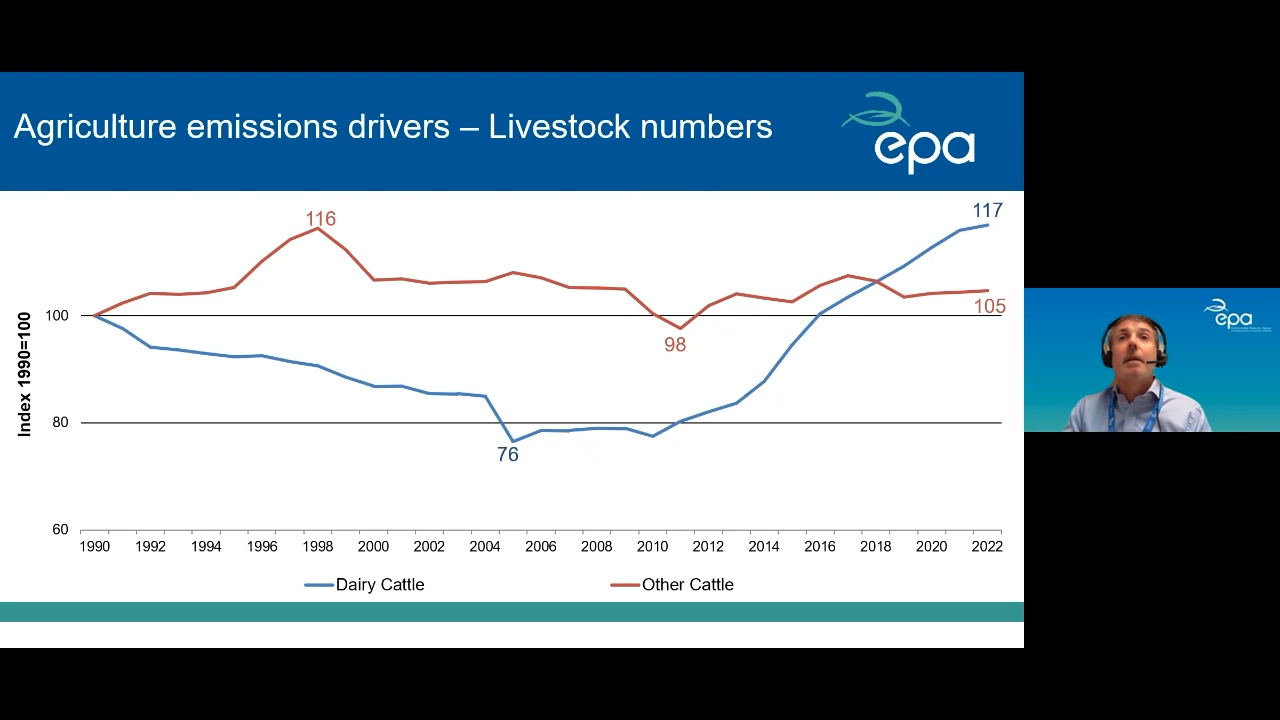 Agriculture emissions drivers – Livestock numbers
epa
117
116
105
100
98
80
76
60
Index 1990=100
1990 1992 1994 1996 1998 2000 2002 2004 2006 2008 2010 2012 2014 2016 2018 2020 2022
Dairy Cattle Other Cattle
epa